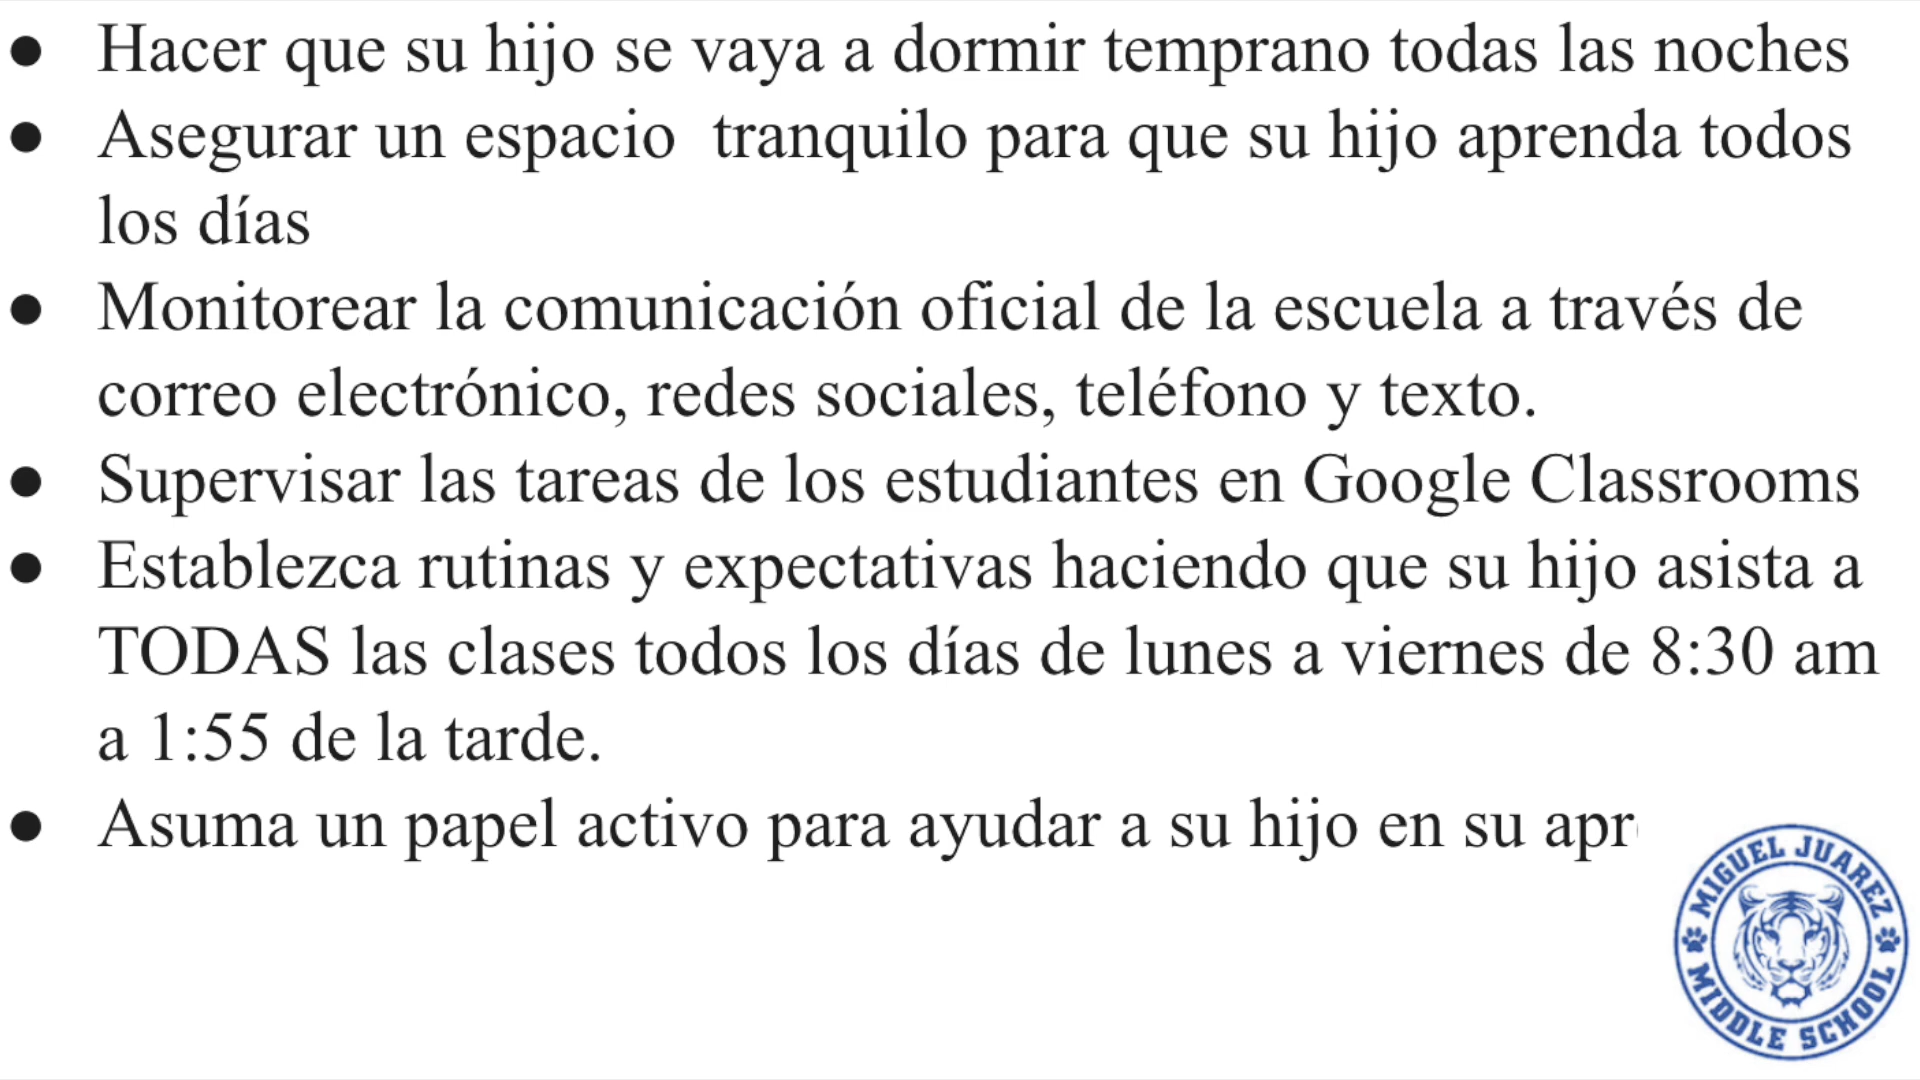 ● Hacer que su hijo se vaya a dormir temprano todas las noches
● Asegurar un espacio  tranquilo para que su hijo aprenda todos
los días
● Monitorear la comunicación oficial de la escuela a través de
correo electrónico, redes sociales, teléfono y texto.
● Supervisar las tareas de los estudiantes en Google Classrooms
● Establezca rutinas y expectativas haciendo que su hijo asista a
TODAS las clases todos los días de lunes a viernes de 8:30 am
a 1:55 de la tarde.
● Asuma un papel activo para ayudar a su hijo en su
MIGUEL JUAREZ
MIDDLE SCHOOL